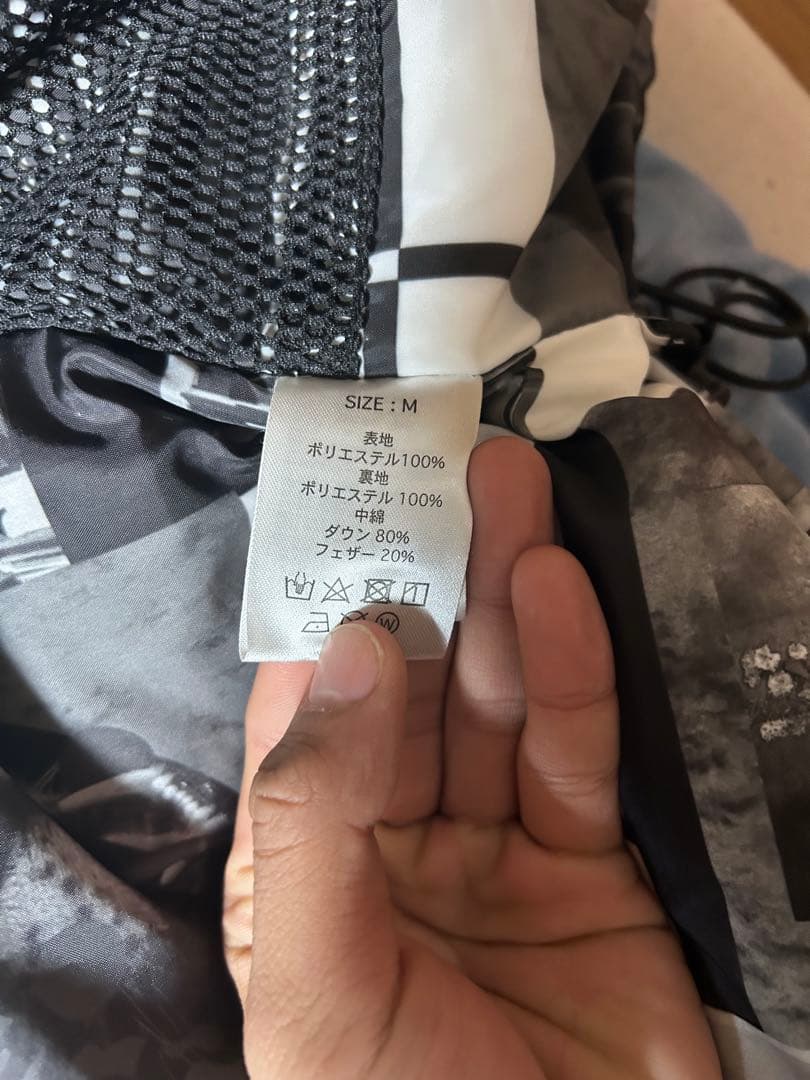 SIZE : M
表地
ポリエステル100%
裏地
ポリエステル 100%
中綿
ダウン 80%
フェザー 20%
W